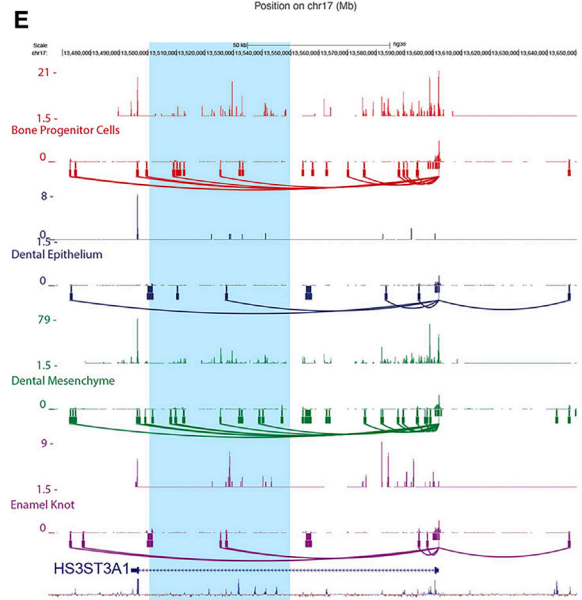 Position on chr17 (Mb)
E
Scale 50 kb hg38
chr17: 13,480,000 13,490,000 13,500,000 13,510,000 13,520,000 13,530,000 13,540,000 13,550,000 13,560,000 13,570,000 13,580,000 13,590,000 13,600,000 13,610,000 13,620,000 13,630,000 13,640,000 13,650,000
21 -
1.5 -
Bone Progenitor Cells
0
8 -
0-
1.5 -
Dental Epithelium
0
79 -
1.5 -
Dental Mesenchyme
0
9 -
1.5 -
Enamel Knot
0
HS3ST3A1